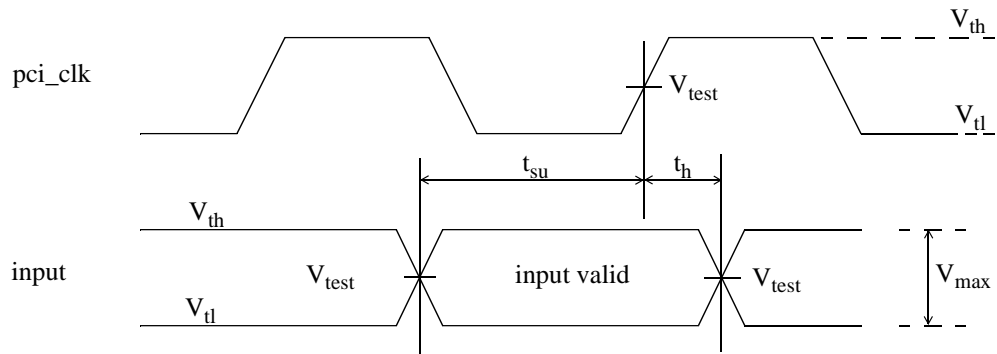 V_th
pci_clk
V_test
V_tl
t_su
t_h
V_th
input
V_test
input valid
V_test
V_max
V_tl